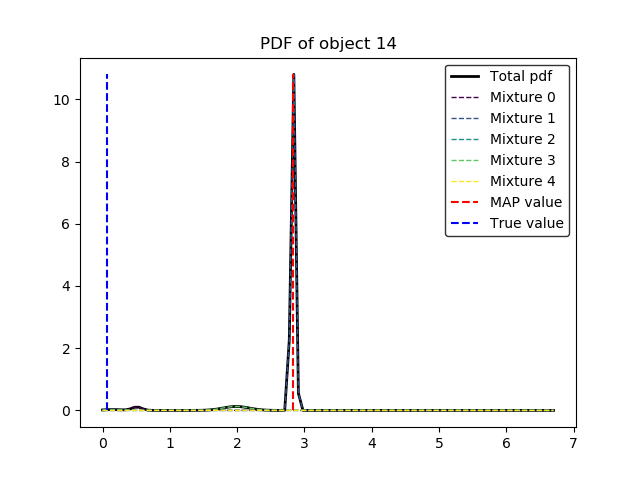 PDF of object 14
Total pdf
Mixture 0
Mixture 1
Mixture 2
Mixture 3
Mixture 4
MAP value
True value
10
8
6
4
2
0
0 1 2 3 4 5 6 7